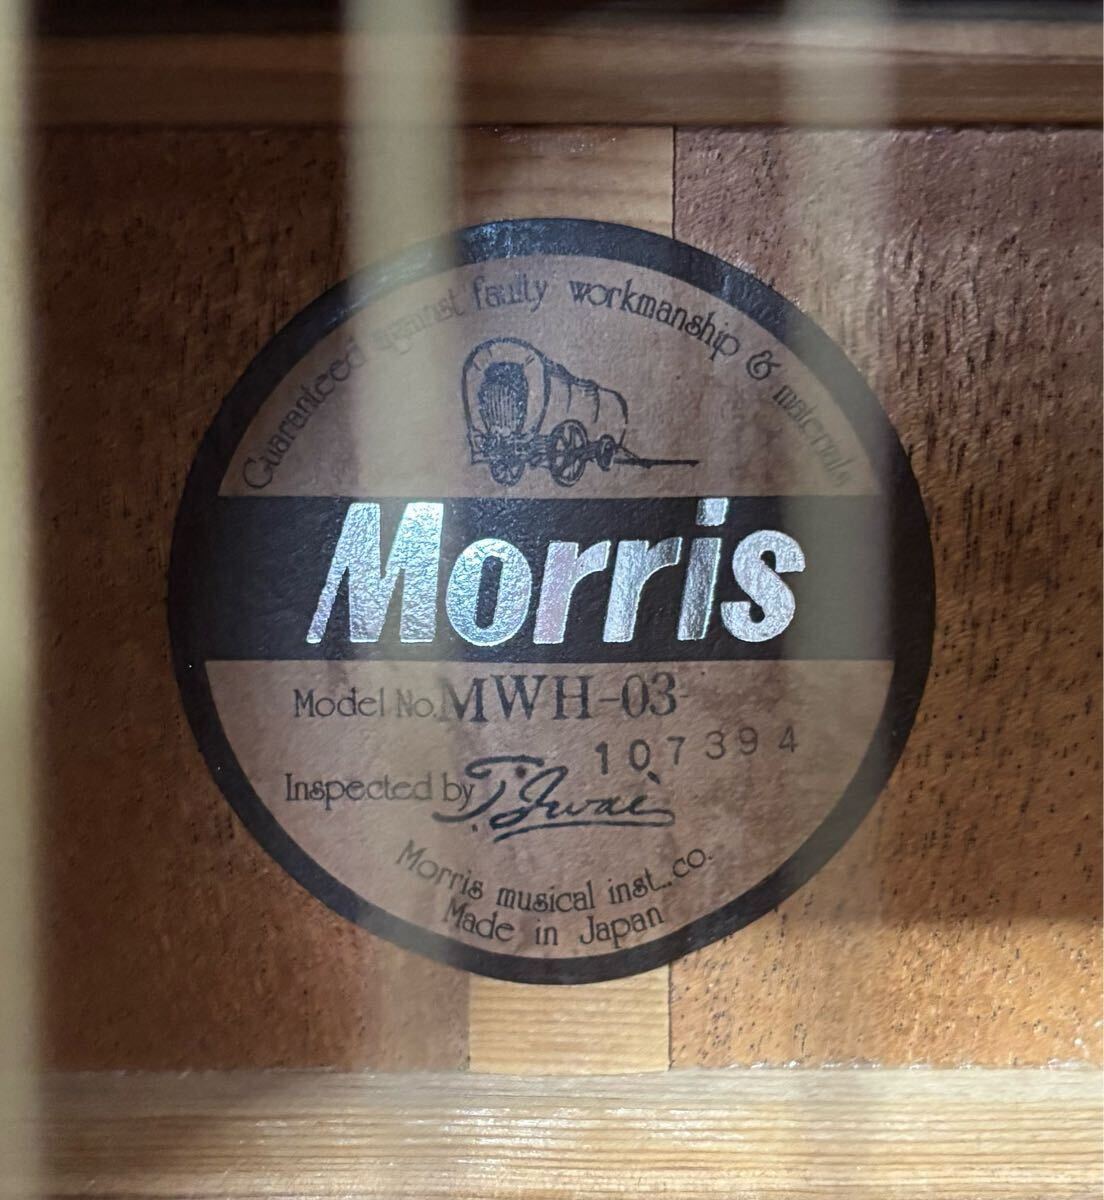 Guaranteed against faulty workmanship & materials
Morris
Model No. MWH-03
107394
Inspected by T. Iwai
Morris musical inst. co.
Made in Japan